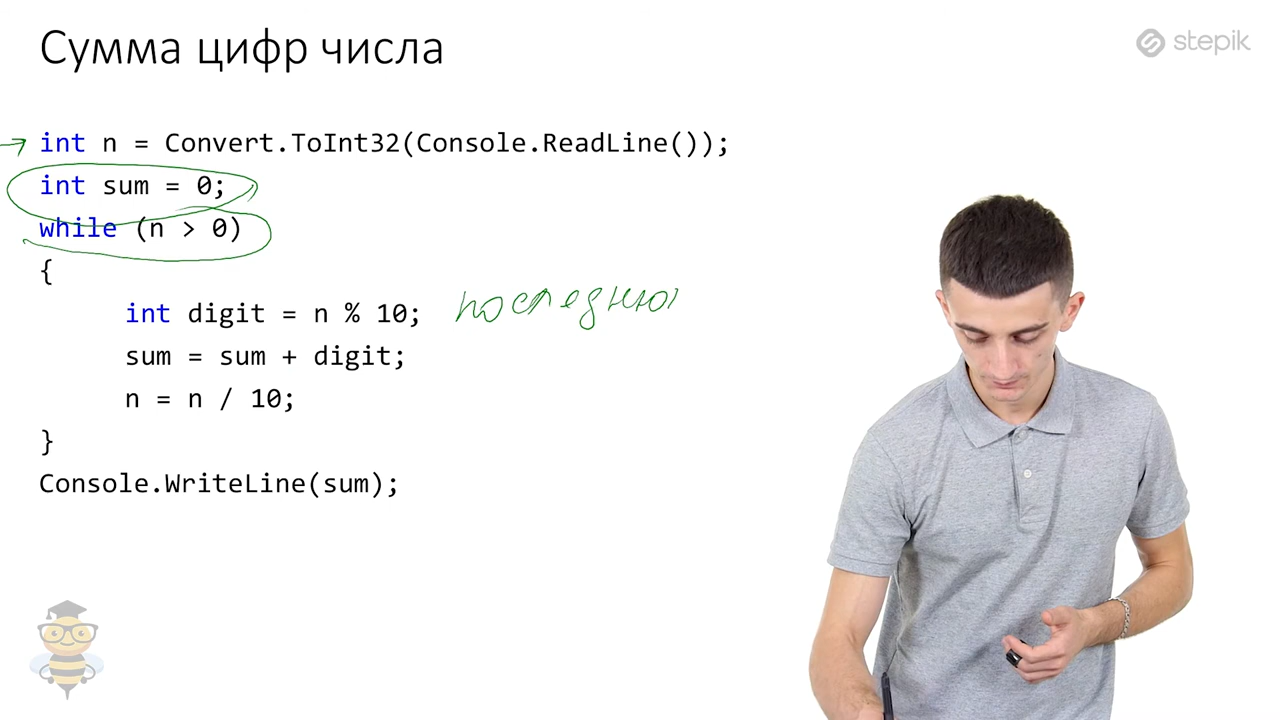 Сумма цифр числа
stepik
int n = Convert.ToInt32(Console.ReadLine());
int sum = 0;
while (n > 0)
{
int digit = n % 10; последнюю
sum = sum + digit;
n = n / 10;
}
Console.WriteLine(sum);